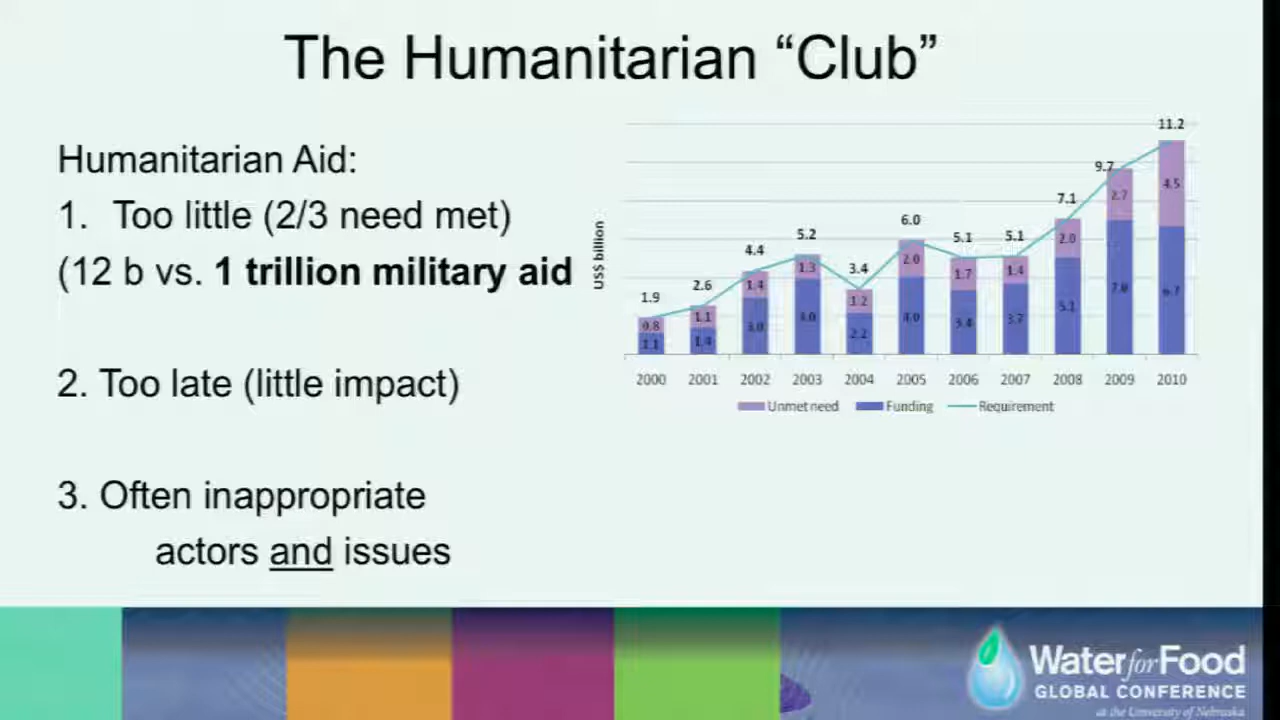 The Humanitarian “Club”
Humanitarian Aid:
1. Too little (2/3 need met)
(12 b vs. 1 trillion military aid
2. Too late (little impact)
3. Often inappropriate
actors and issues
US$ billion
11.2
9.7
7.1
6.0
5.2
5.1
5.1
4.4
3.4
2.6
1.9
0.8 1.1 1.4 1.3 1.2 2.0 1.7 1.4 2.0 2.7 4.5
1.1 1.4 3.0 2.2 4.0 3.4 3.7 5.1 6.7
2000 2001 2002 2003 2004 2005 2006 2007 2008 2009 2010
Unmet need Funding Requirement
Water for Food
GLOBAL CONFERENCE
at the University of Nebraska